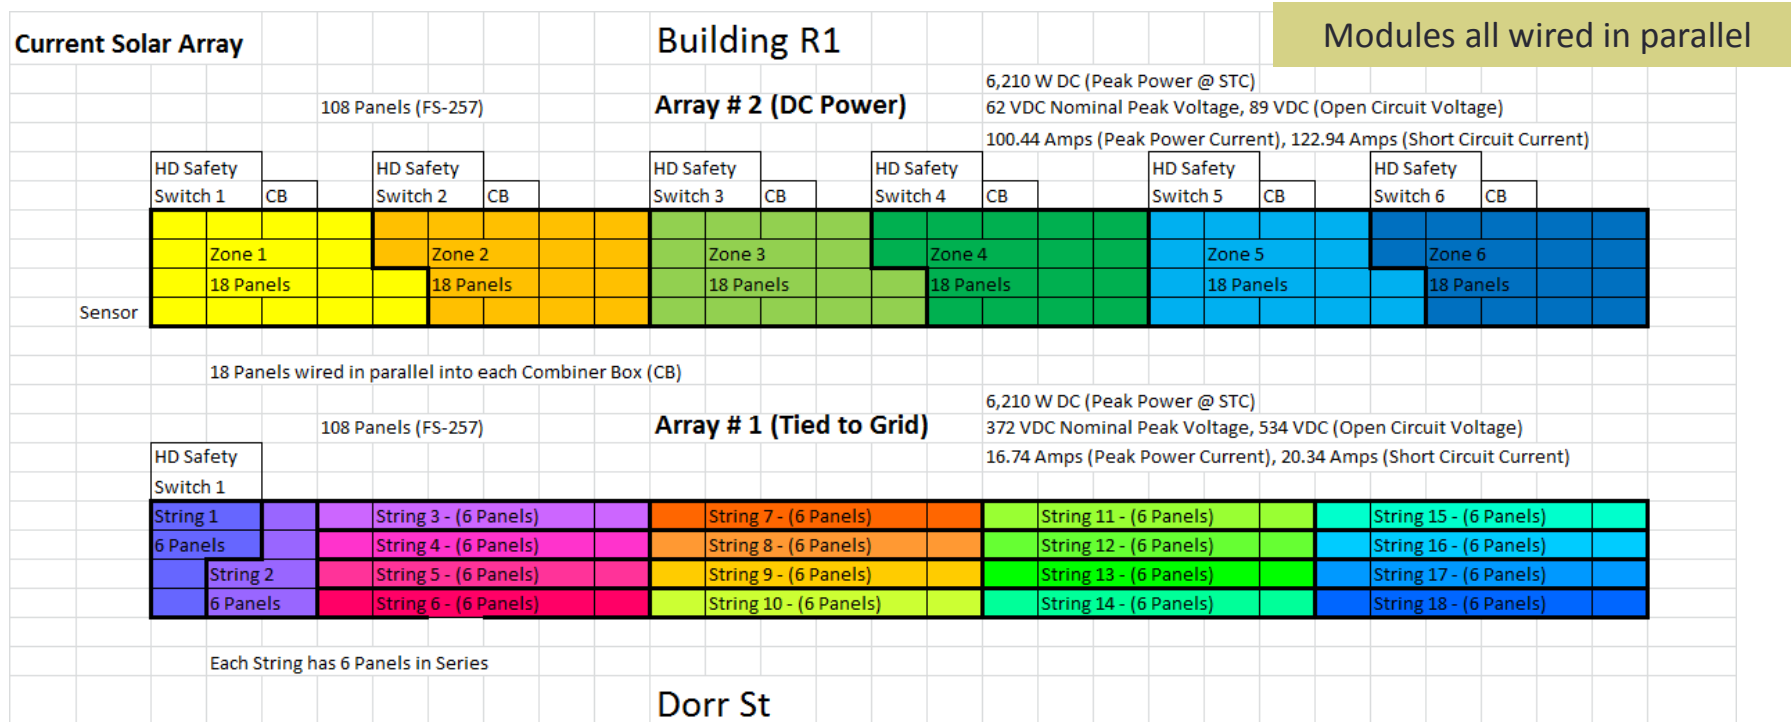 Current Solar Array
Building R1
Modules all wired in parallel
6,210 W DC (Peak Power @ STC)
108 Panels (FS-257)
Array # 2 (DC Power)
62 VDC Nominal Peak Voltage, 89 VDC (Open Circuit Voltage)
100.44 Amps (Peak Power Current), 122.94 Amps (Short Circuit Current)
HD Safety
Switch 1
CB
HD Safety
Switch 2
CB
HD Safety
Switch 3
CB
HD Safety
Switch 4
CB
HD Safety
Switch 5
CB
HD Safety
Switch 6
CB
Zone 1
18 Panels
Zone 2
18 Panels
Zone 3
18 Panels
Zone 4
18 Panels
Zone 5
18 Panels
Zone 6
18 Panels
Sensor
18 Panels wired in parallel into each Combiner Box (CB)
6,210 W DC (Peak Power @ STC)
108 Panels (FS-257)
Array # 1 (Tied to Grid)
372 VDC Nominal Peak Voltage, 534 VDC (Open Circuit Voltage)
16.74 Amps (Peak Power Current), 20.34 Amps (Short Circuit Current)
HD Safety
Switch 1
String 1
6 Panels
String 2
6 Panels
String 3 - (6 Panels)
String 4 - (6 Panels)
String 5 - (6 Panels)
String 6 - (6 Panels)
String 7 - (6 Panels)
String 8 - (6 Panels)
String 9 - (6 Panels)
String 10 - (6 Panels)
String 11 - (6 Panels)
String 12 - (6 Panels)
String 13 - (6 Panels)
String 14 - (6 Panels)
String 15 - (6 Panels)
String 16 - (6 Panels)
String 17 - (6 Panels)
String 18 - (6 Panels)
Each String has 6 Panels in Series
Dorr St